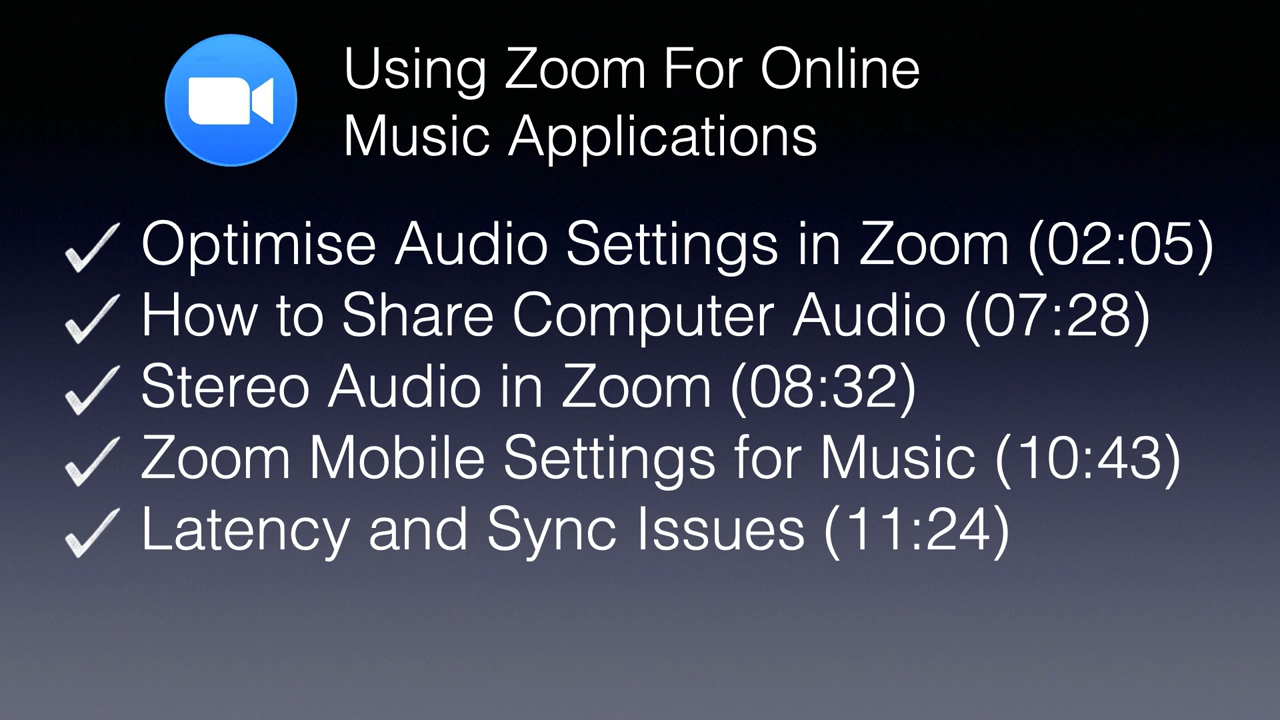 Using Zoom For Online
Music Applications
Optimise Audio Settings in Zoom (02:05)
How to Share Computer Audio (07:28)
Stereo Audio in Zoom (08:32)
Zoom Mobile Settings for Music (10:43)
Latency and Sync Issues (11:24)